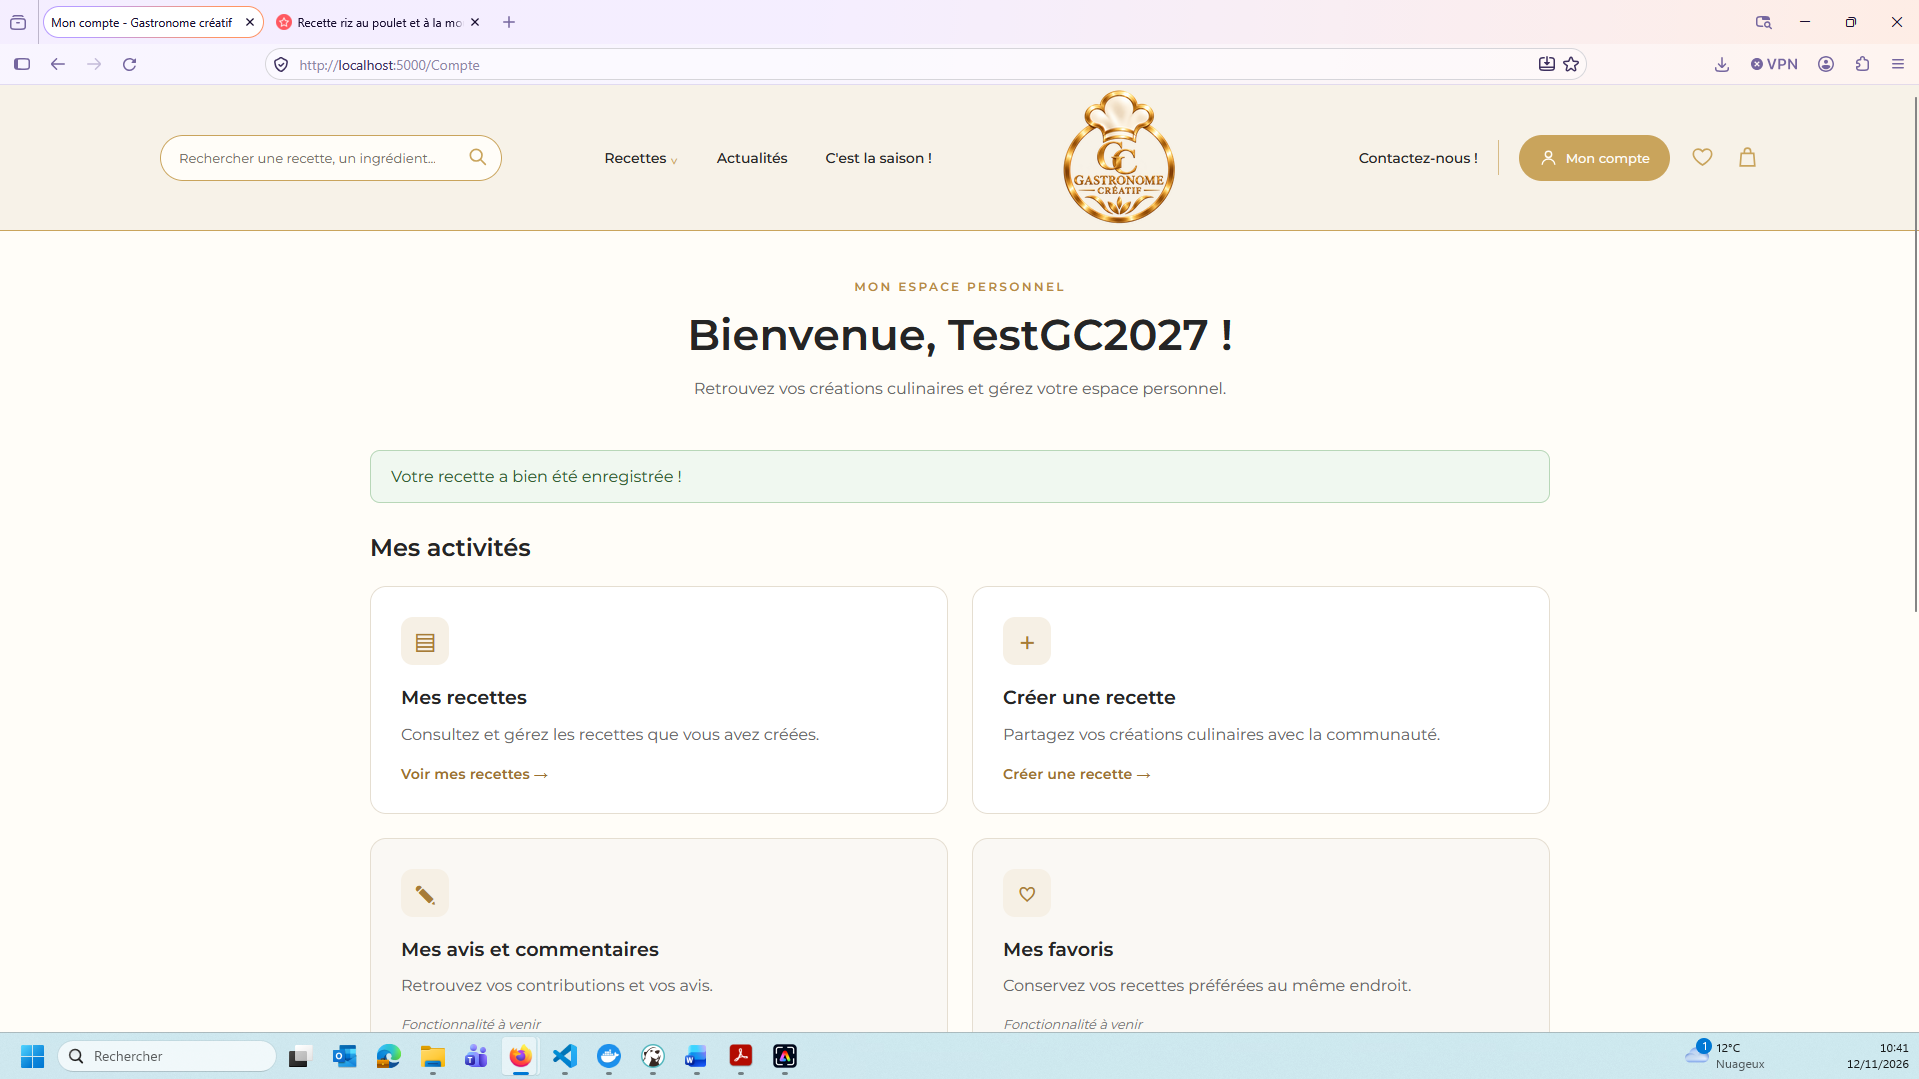 Mon compte - Gastronome créatif
Recette riz au poulet et à la mo
http://localhost:5000/Compte
VPN
Rechercher une recette, un ingrédient...
Recettes
Actualités
C'est la saison !
GC
GASTRONOME
CRÉATIF
Contactez-nous !
Mon compte
MON ESPACE PERSONNEL
Bienvenue, TestGC2027 !
Retrouvez vos créations culinaires et gérez votre espace personnel.
Votre recette a bien été enregistrée !
Mes activités
Mes recettes
Consultez et gérez les recettes que vous avez créées.
Voir mes recettes →
Créer une recette
Partagez vos créations culinaires avec la communauté.
Créer une recette →
Mes avis et commentaires
Retrouvez vos contributions et vos avis.
Fonctionnalité à venir
Mes favoris
Conservez vos recettes préférées au même endroit.
Fonctionnalité à venir
Rechercher
1
12°C
Nuageux
10:41
12/11/2026